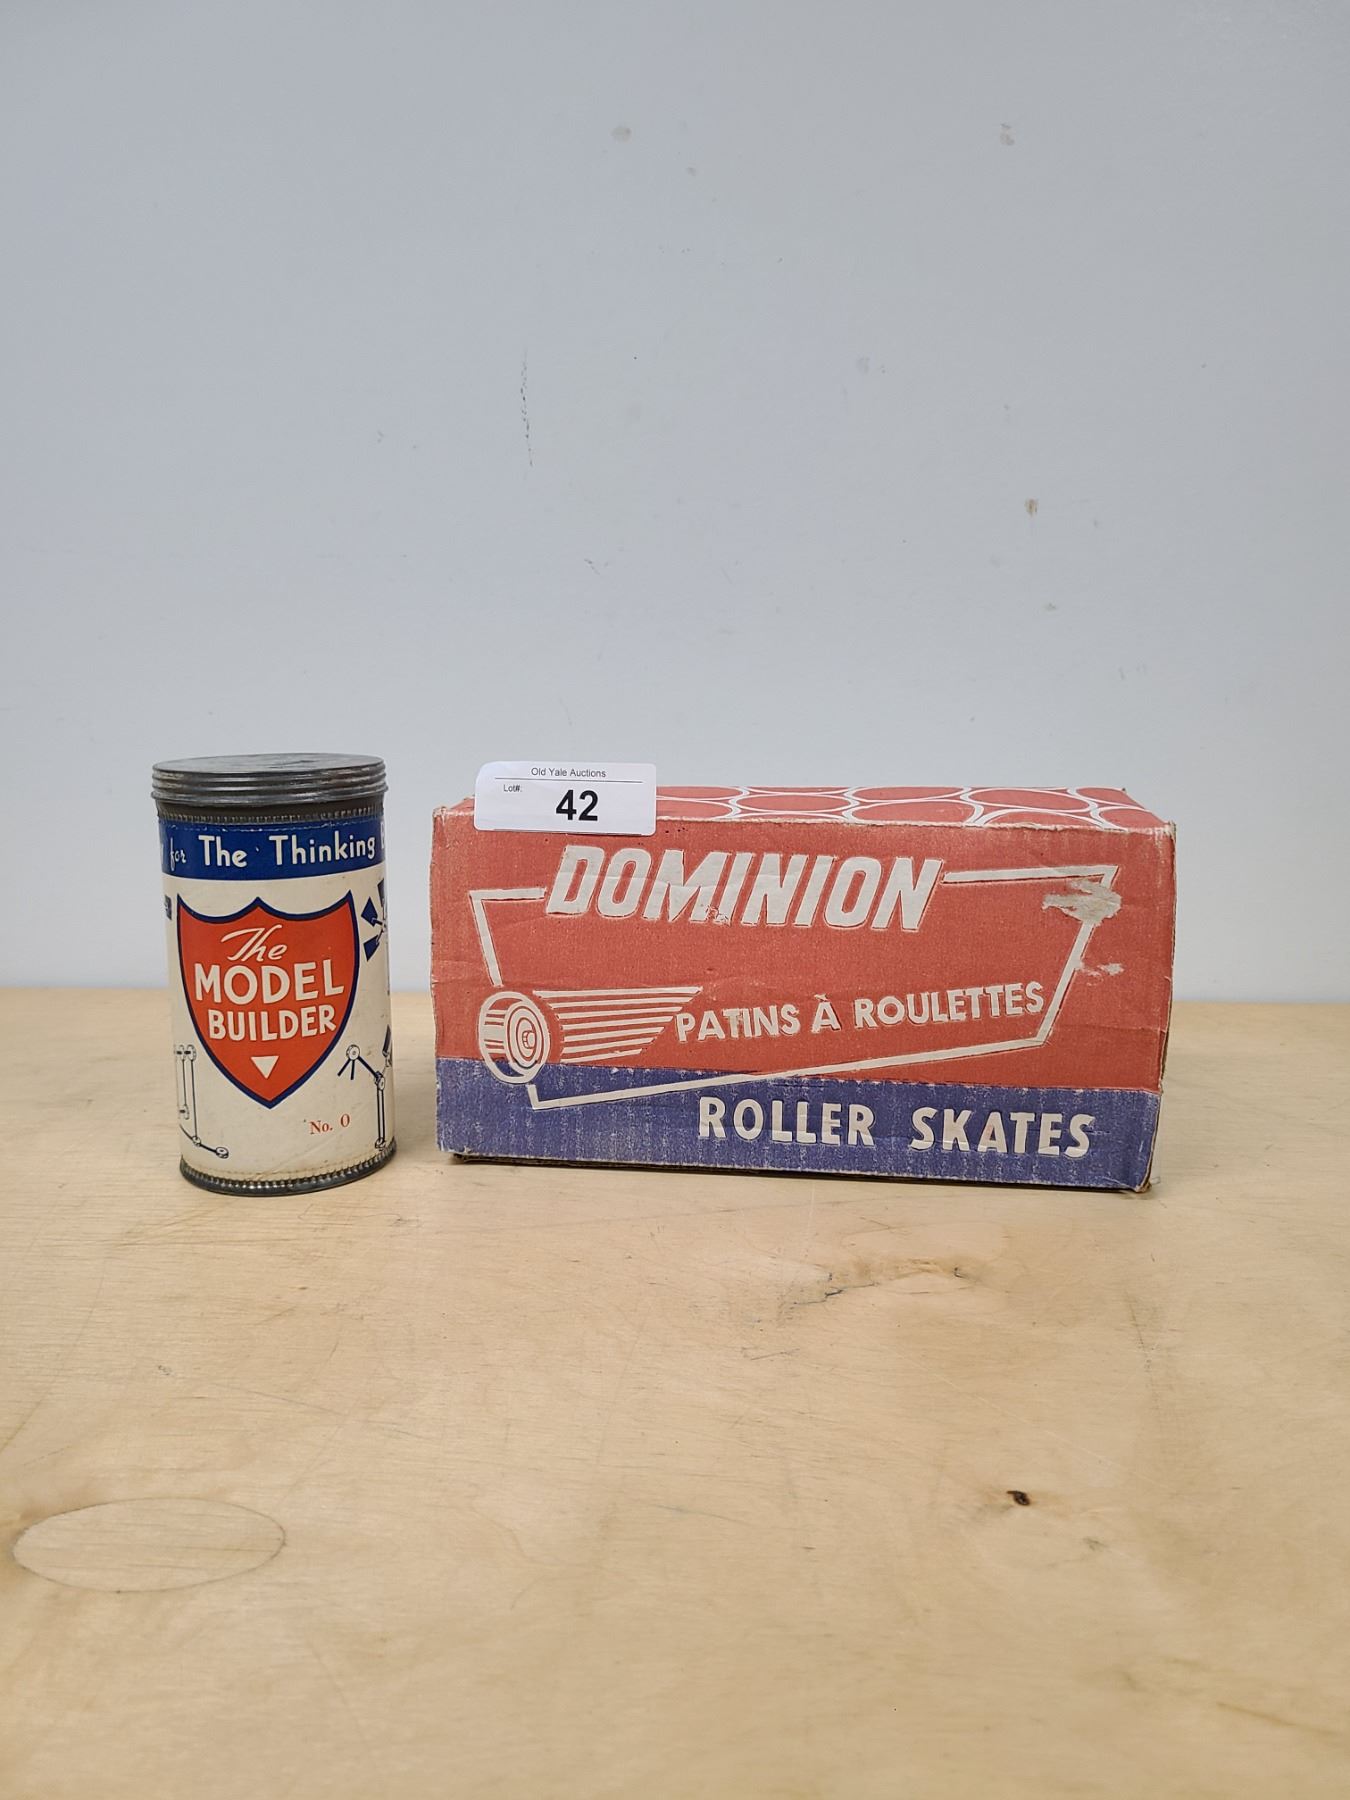 Old Yale Auctions
Lot#:
42
for The Thinking
The
MODEL
BUILDER
No. 0
DOMINION
PATINS À ROULETTES
ROLLER SKATES